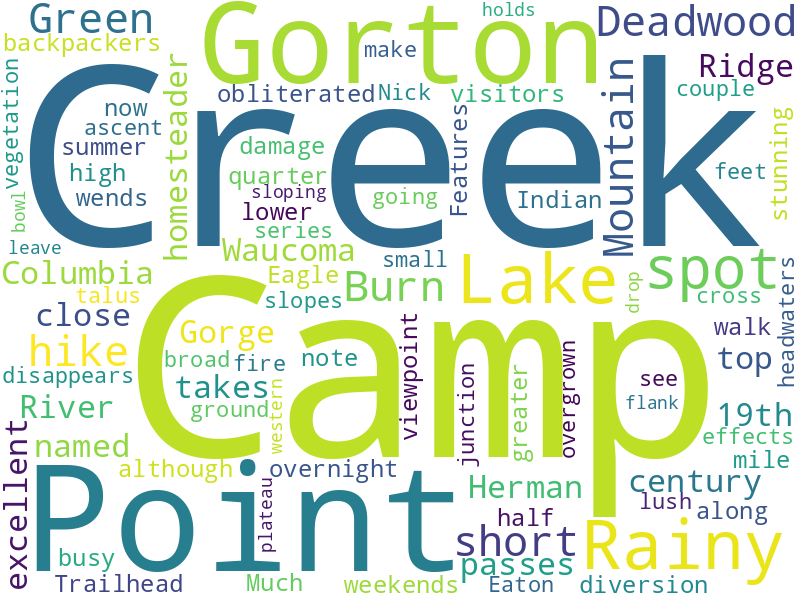 holds
Green
Gorton
Deadwood
backpackers
make
Ridge
Creek
now
obliterated
Nick
visitors
couple
vegetation
ascent
homesteader
Mountain
summer
damage
Features
stunning
high
quarter
feet
wends
sloping
going
Indian
bowl
lower
series
leave
Waucoma
small
spot
Columbia
Eagle
Burn
Lake
headwaters
talus
slopes
drop
cross
close
Gorge
Camp
walk
hike
broad
fire
note
viewpoint
overgrown
top
disappears
takes
see
River
ground
western
junction
greater
flank
19th
excellent
named
effects
although
overnight
mile
Point
plateau
Herman
century
lush
along
half
short
Rainy
busy
passes
Trailhead
Much
weekends
Eaton
diversion